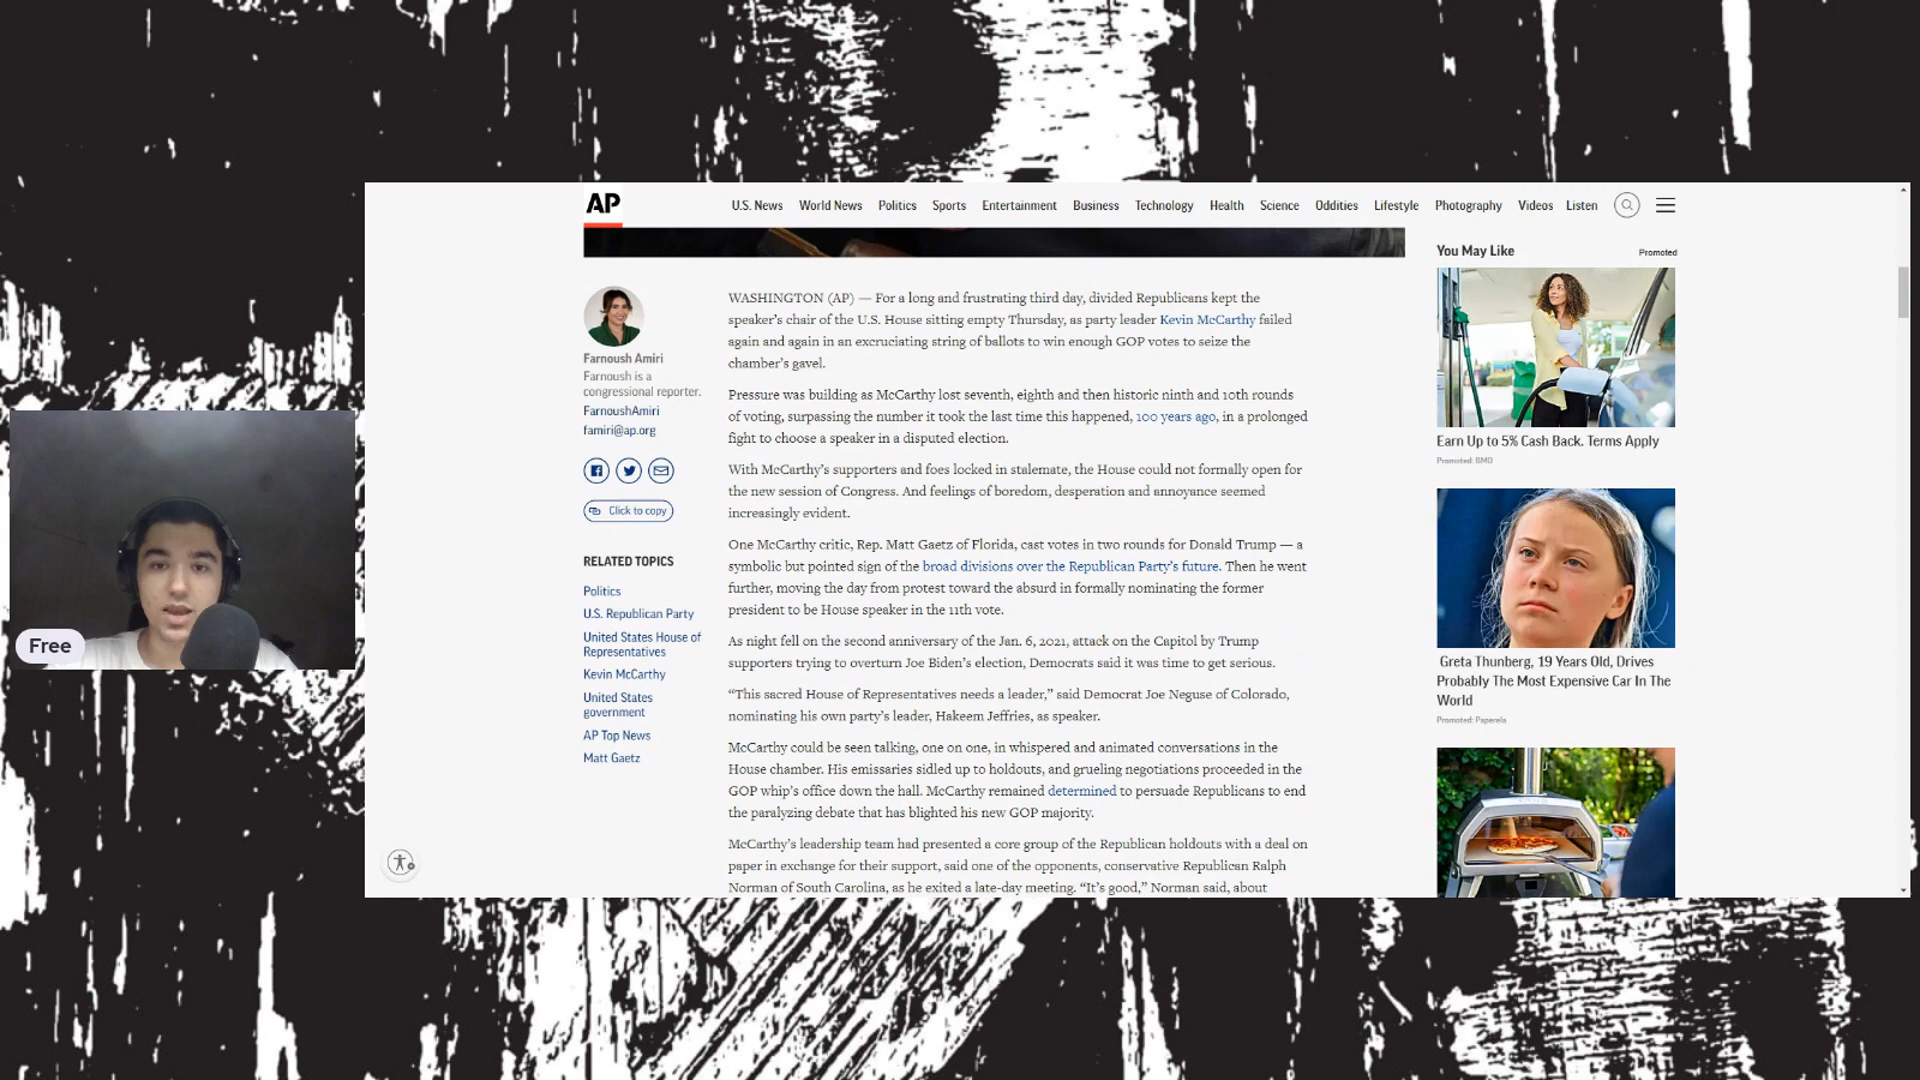 AP
U.S. News World News Politics Sports Entertainment Business Technology Health Science Oddities Lifestyle Photography Videos Listen
Farnoush Amiri
Farnoush is a
congressional reporter.
FarnoushAmiri
famiri@ap.org
Click to copy
RELATED TOPICS
Politics
U.S. Republican Party
United States House of
Representatives
Kevin McCarthy
United States
government
AP Top News
Matt Gaetz
WASHINGTON (AP) — For a long and frustrating third day, divided Republicans kept the
speaker’s chair of the U.S. House sitting empty Thursday, as party leader Kevin McCarthy failed
again and again in an excruciating string of ballots to win enough GOP votes to seize the
chamber’s gavel.
Pressure was building as McCarthy lost seventh, eighth and then historic ninth and 10th rounds
of voting, surpassing the number it took the last time this happened, 100 years ago, in a prolonged
fight to choose a speaker in a disputed election.
With McCarthy’s supporters and foes locked in stalemate, the House could not formally open for
the new session of Congress. And feelings of boredom, desperation and annoyance seemed
increasingly evident.
One McCarthy critic, Rep. Matt Gaetz of Florida, cast votes in two rounds for Donald Trump — a
symbolic but pointed sign of the broad divisions over the Republican Party’s future. Then he went
further, moving the day from protest toward the absurd in formally nominating the former
president to be House speaker in the 11th vote.
As night fell on the second anniversary of the Jan. 6, 2021, attack on the Capitol by Trump
supporters trying to overturn Joe Biden’s election, Democrats said it was time to get serious.
“This sacred House of Representatives needs a leader,” said Democrat Joe Neguse of Colorado,
nominating his own party’s leader, Hakeem Jeffries, as speaker.
McCarthy could be seen talking, one on one, in whispered and animated conversations in the
House chamber. His emissaries sidled up to holdouts, and grueling negotiations proceeded in the
GOP whip’s office down the hall. McCarthy remained determined to persuade Republicans to end
the paralyzing debate that has blighted his new GOP majority.
McCarthy’s leadership team had presented a core group of the Republican holdouts with a deal on
paper in exchange for their support, said one of the opponents, conservative Republican Ralph
Norman of South Carolina, as he exited a late-day meeting. “It’s good,” Norman said, about
You May Like
Promoted
Earn Up to 5% Cash Back. Terms Apply
Promoted: BMO
Greta Thunberg, 19 Years Old, Drives
Probably The Most Expensive Car In The
World
Promoted: Paperela
Free